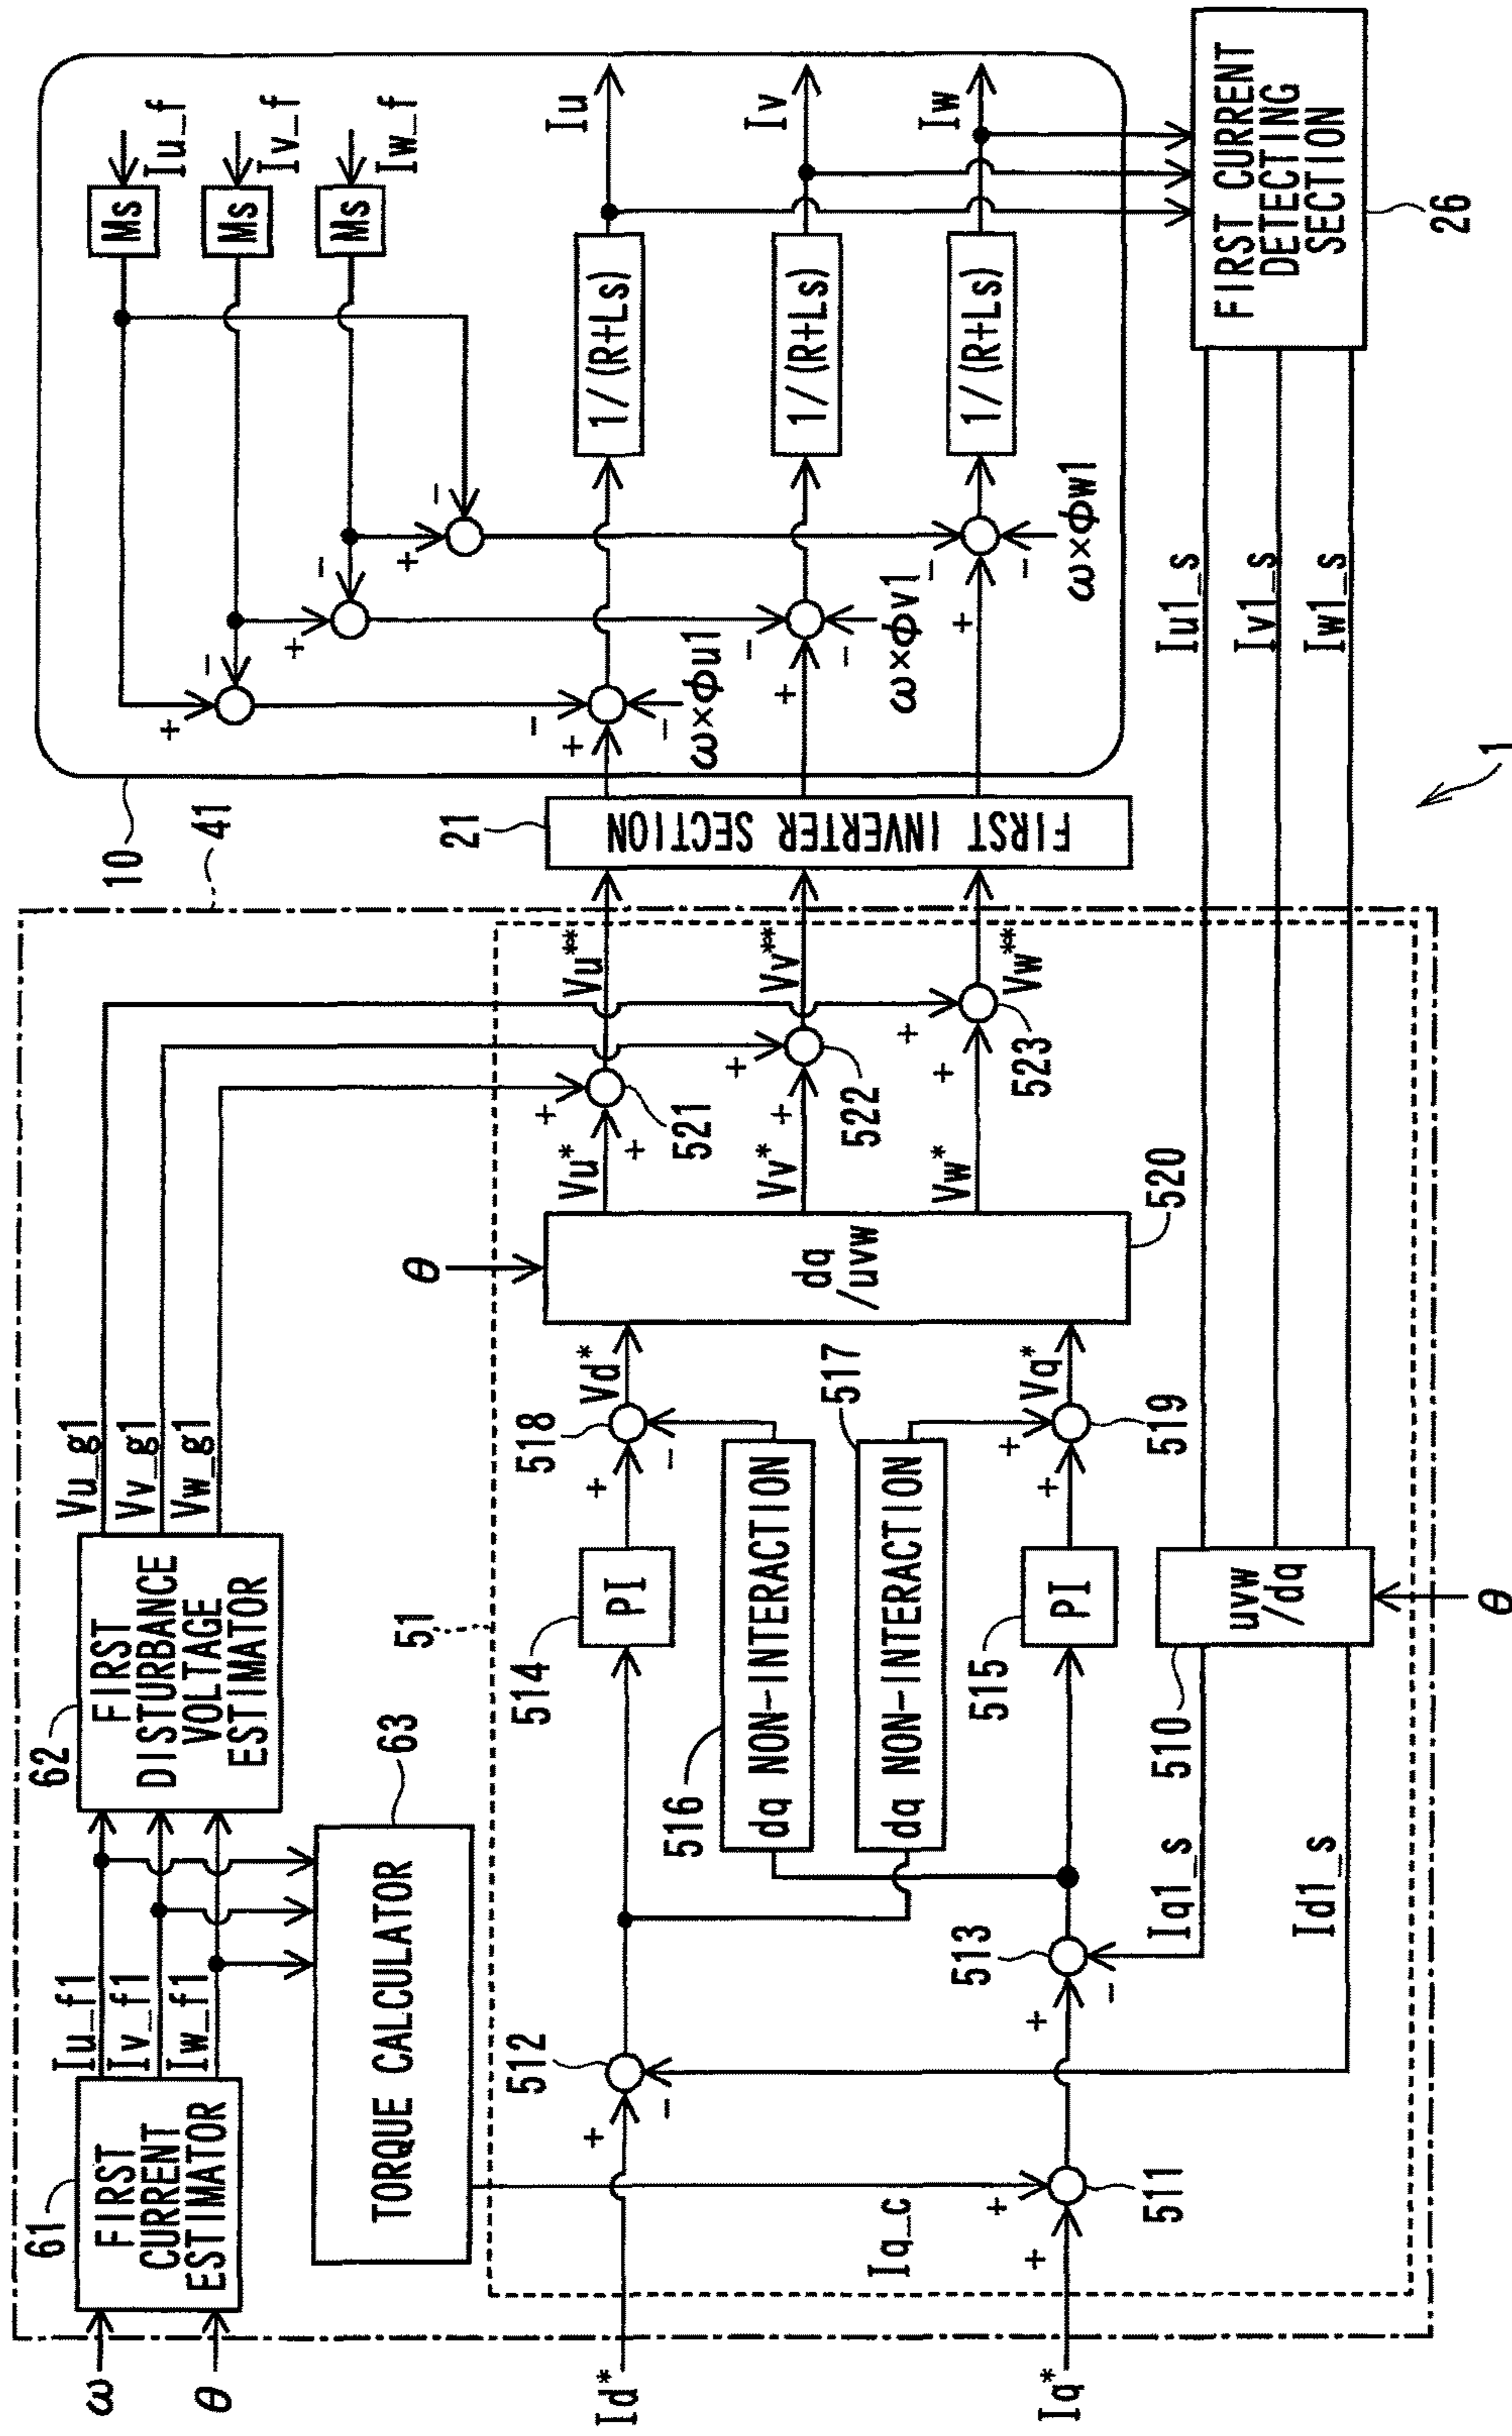 ω
θ
61
FIRST
CURRENT
ESTIMATOR
Iu_f1
Iv_f1
Iw_f1
62
FIRST
DISTURBANCE
VOLTAGE
ESTIMATOR
Vu_g1
Vv_g1
Vw_g1
TORQUE CALCULATOR
63
41
10
51
Id*
+
-
512
514
PI
+
-
518
Vd*
θ
dq
/uvw
520
516
dq NON-INTERACTION
517
dq NON-INTERACTION
Iq_c
Iq*
+
+
511
+
-
513
515
PI
+
+
519
Vq*
Iq1_s
Id1_s
510
uvw
/dq
θ
Vu*
+
+
521
Vu**
Vv*
+
+
522
Vv**
Vw*
+
+
523
Vw**
21
FIRST INVERTER SECTION
Ms
Iu_f
Ms
Iv_f
Ms
Iw_f
+
-
+
-
+
-
+
-
-
ω×φu1
1/(R+Ls)
Iu
+
-
-
ω×φv1
1/(R+Ls)
Iv
+
-
-
ω×φw1
1/(R+Ls)
Iw
Iu1_s
Iv1_s
Iw1_s
FIRST CURRENT
DETECTING
SECTION
26
1